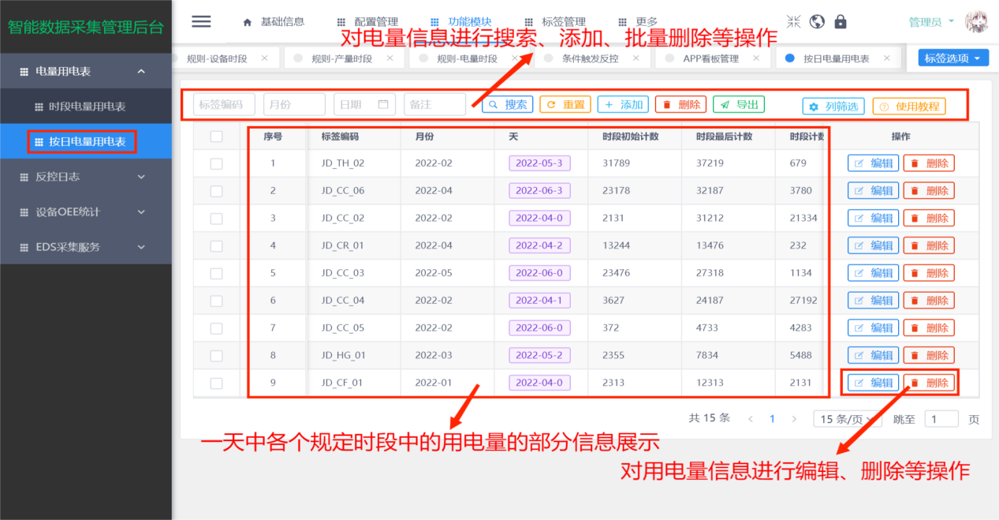 智能数据采集管理后台
基础信息 配置管理 功能模块 标签管理 更多 管理员
对电量信息进行搜索、添加、批量删除等操作
规则-设备时段 × 规则-产量时段 × 规则-电量时段 × 条件触发反控 × APP看板管理 × 按日电量用电表 × 标签选项
电量用电表
时段电量用电表
按日电量用电表
反控日志
设备OEE统计
EDS采集服务
标签编码 月份 日期 备注 搜索 重置 添加 删除 导出 列筛选 使用教程
序号 标签编码 月份 天 时段初始计数 时段最后计数 时段计数 操作
1 JD_TH_02 2022-02 2022-05-3 31789 37219 679 编辑 删除
2 JD_CC_06 2022-04 2022-06-3 23178 32187 3780 编辑 删除
3 JD_CC_02 2022-02 2022-04-0 2131 31212 21334 编辑 删除
4 JD_CR_01 2022-04 2022-04-2 13244 13476 232 编辑 删除
5 JD_CC_03 2022-05 2022-06-0 23476 27318 1134 编辑 删除
6 JD_CC_04 2022-02 2022-04-1 3627 24187 27192 编辑 删除
7 JD_CC_05 2022-02 2022-06-0 372 4733 4283 编辑 删除
8 JD_HG_01 2022-03 2022-05-2 2355 7834 5488 编辑 删除
9 JD_CF_01 2022-01 2022-04-0 2313 12313 2131 编辑 删除
共 15 条 < 1 > 15 条/页 跳至 1 页
一天中各个规定时段中的用电量的部分信息展示
对用电量信息进行编辑、删除等操作